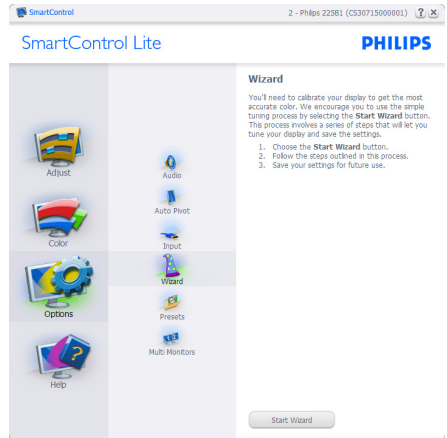 SmartControl
2 - Philips 225B1 (CS30715000001)
? X
SmartControl Lite
PHILIPS
Adjust
Color
Options
Help
Audio
Auto Pivot
Input
Wizard
Presets
Multi Monitors
Wizard
You'll need to calibrate your display to get the most
accurate color. We encourage you to use the simple
tuning process by selecting the Start Wizard button.
This process involves a series of steps that will let you
tune your display and save the settings.
1. Choose the Start Wizard button.
2. Follow the steps outlined in this process.
3. Save your settings for future use.
Start Wizard